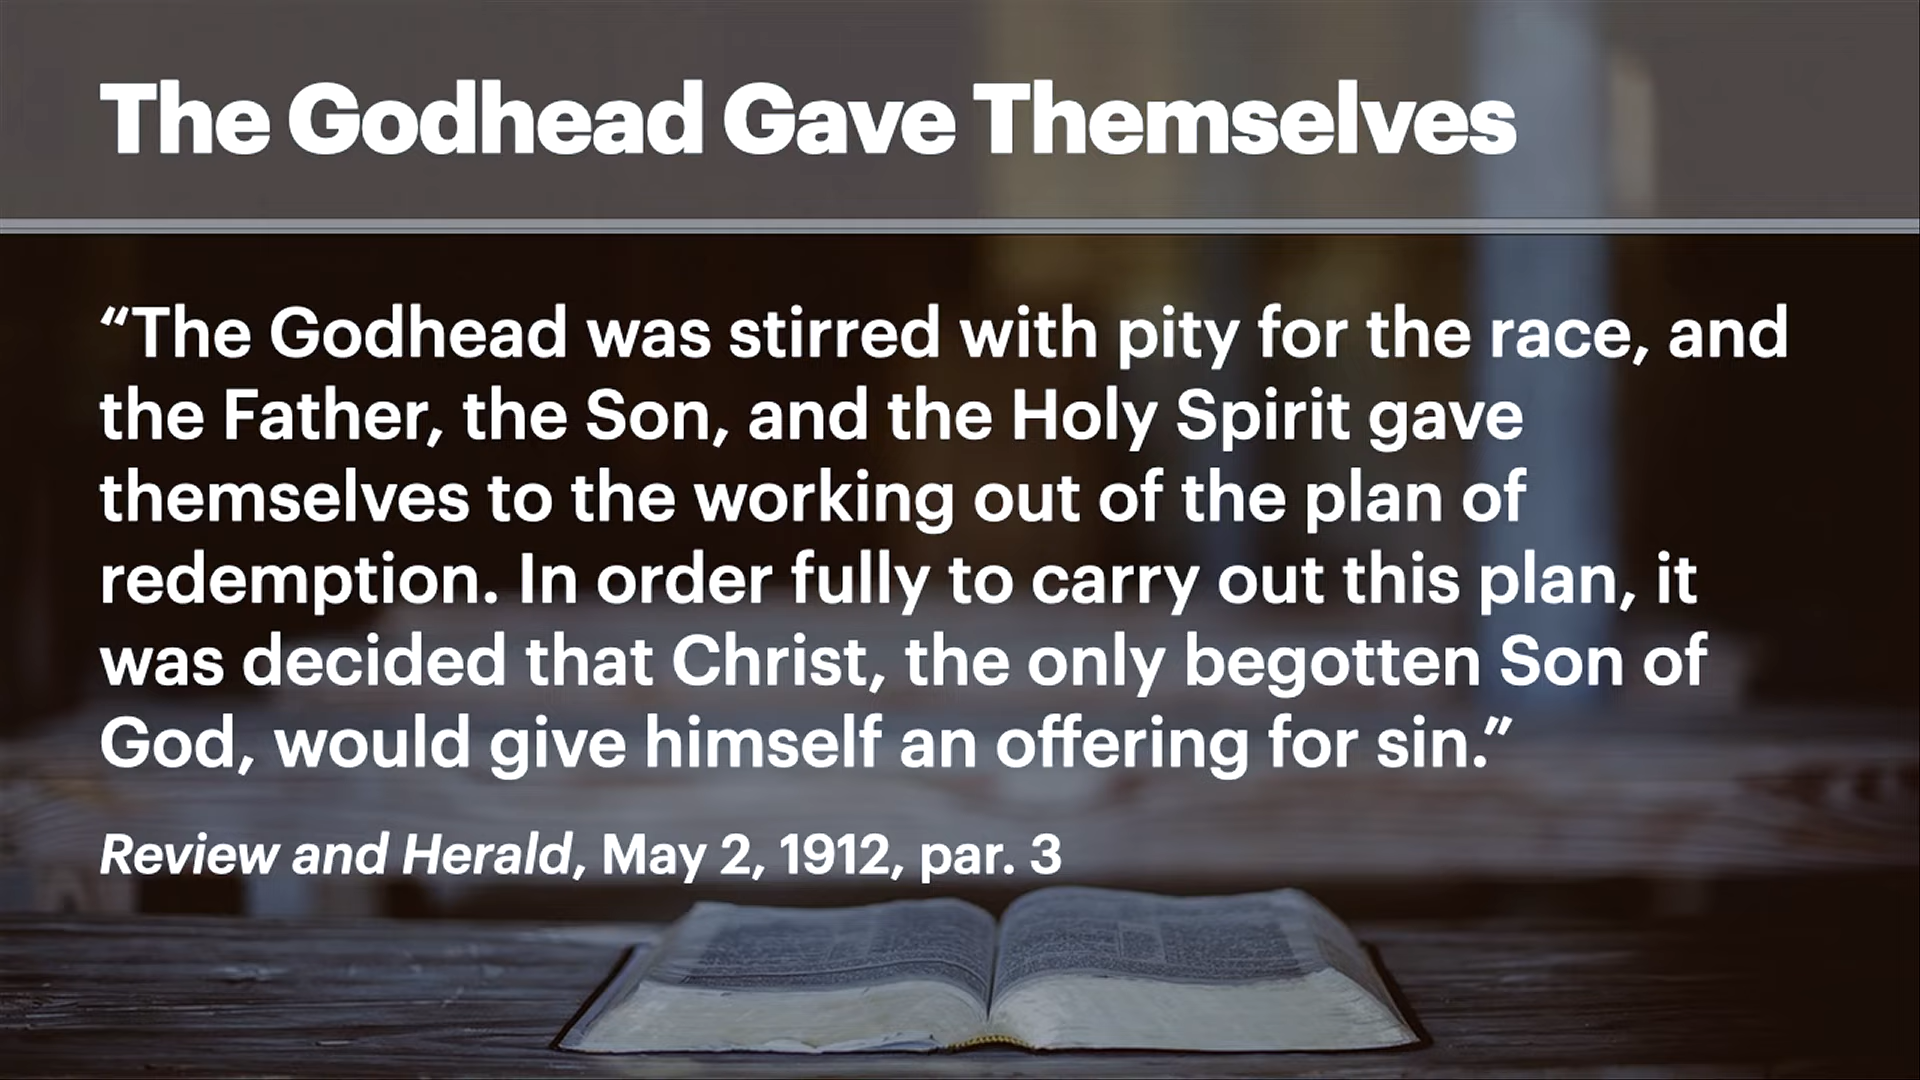 The Godhead Gave Themselves
“The Godhead was stirred with pity for the race, and
the Father, the Son, and the Holy Spirit gave
themselves to the working out of the plan of
redemption. In order fully to carry out this plan, it
was decided that Christ, the only begotten Son of
God, would give himself an offering for sin.”
Review and Herald, May 2, 1912, par. 3